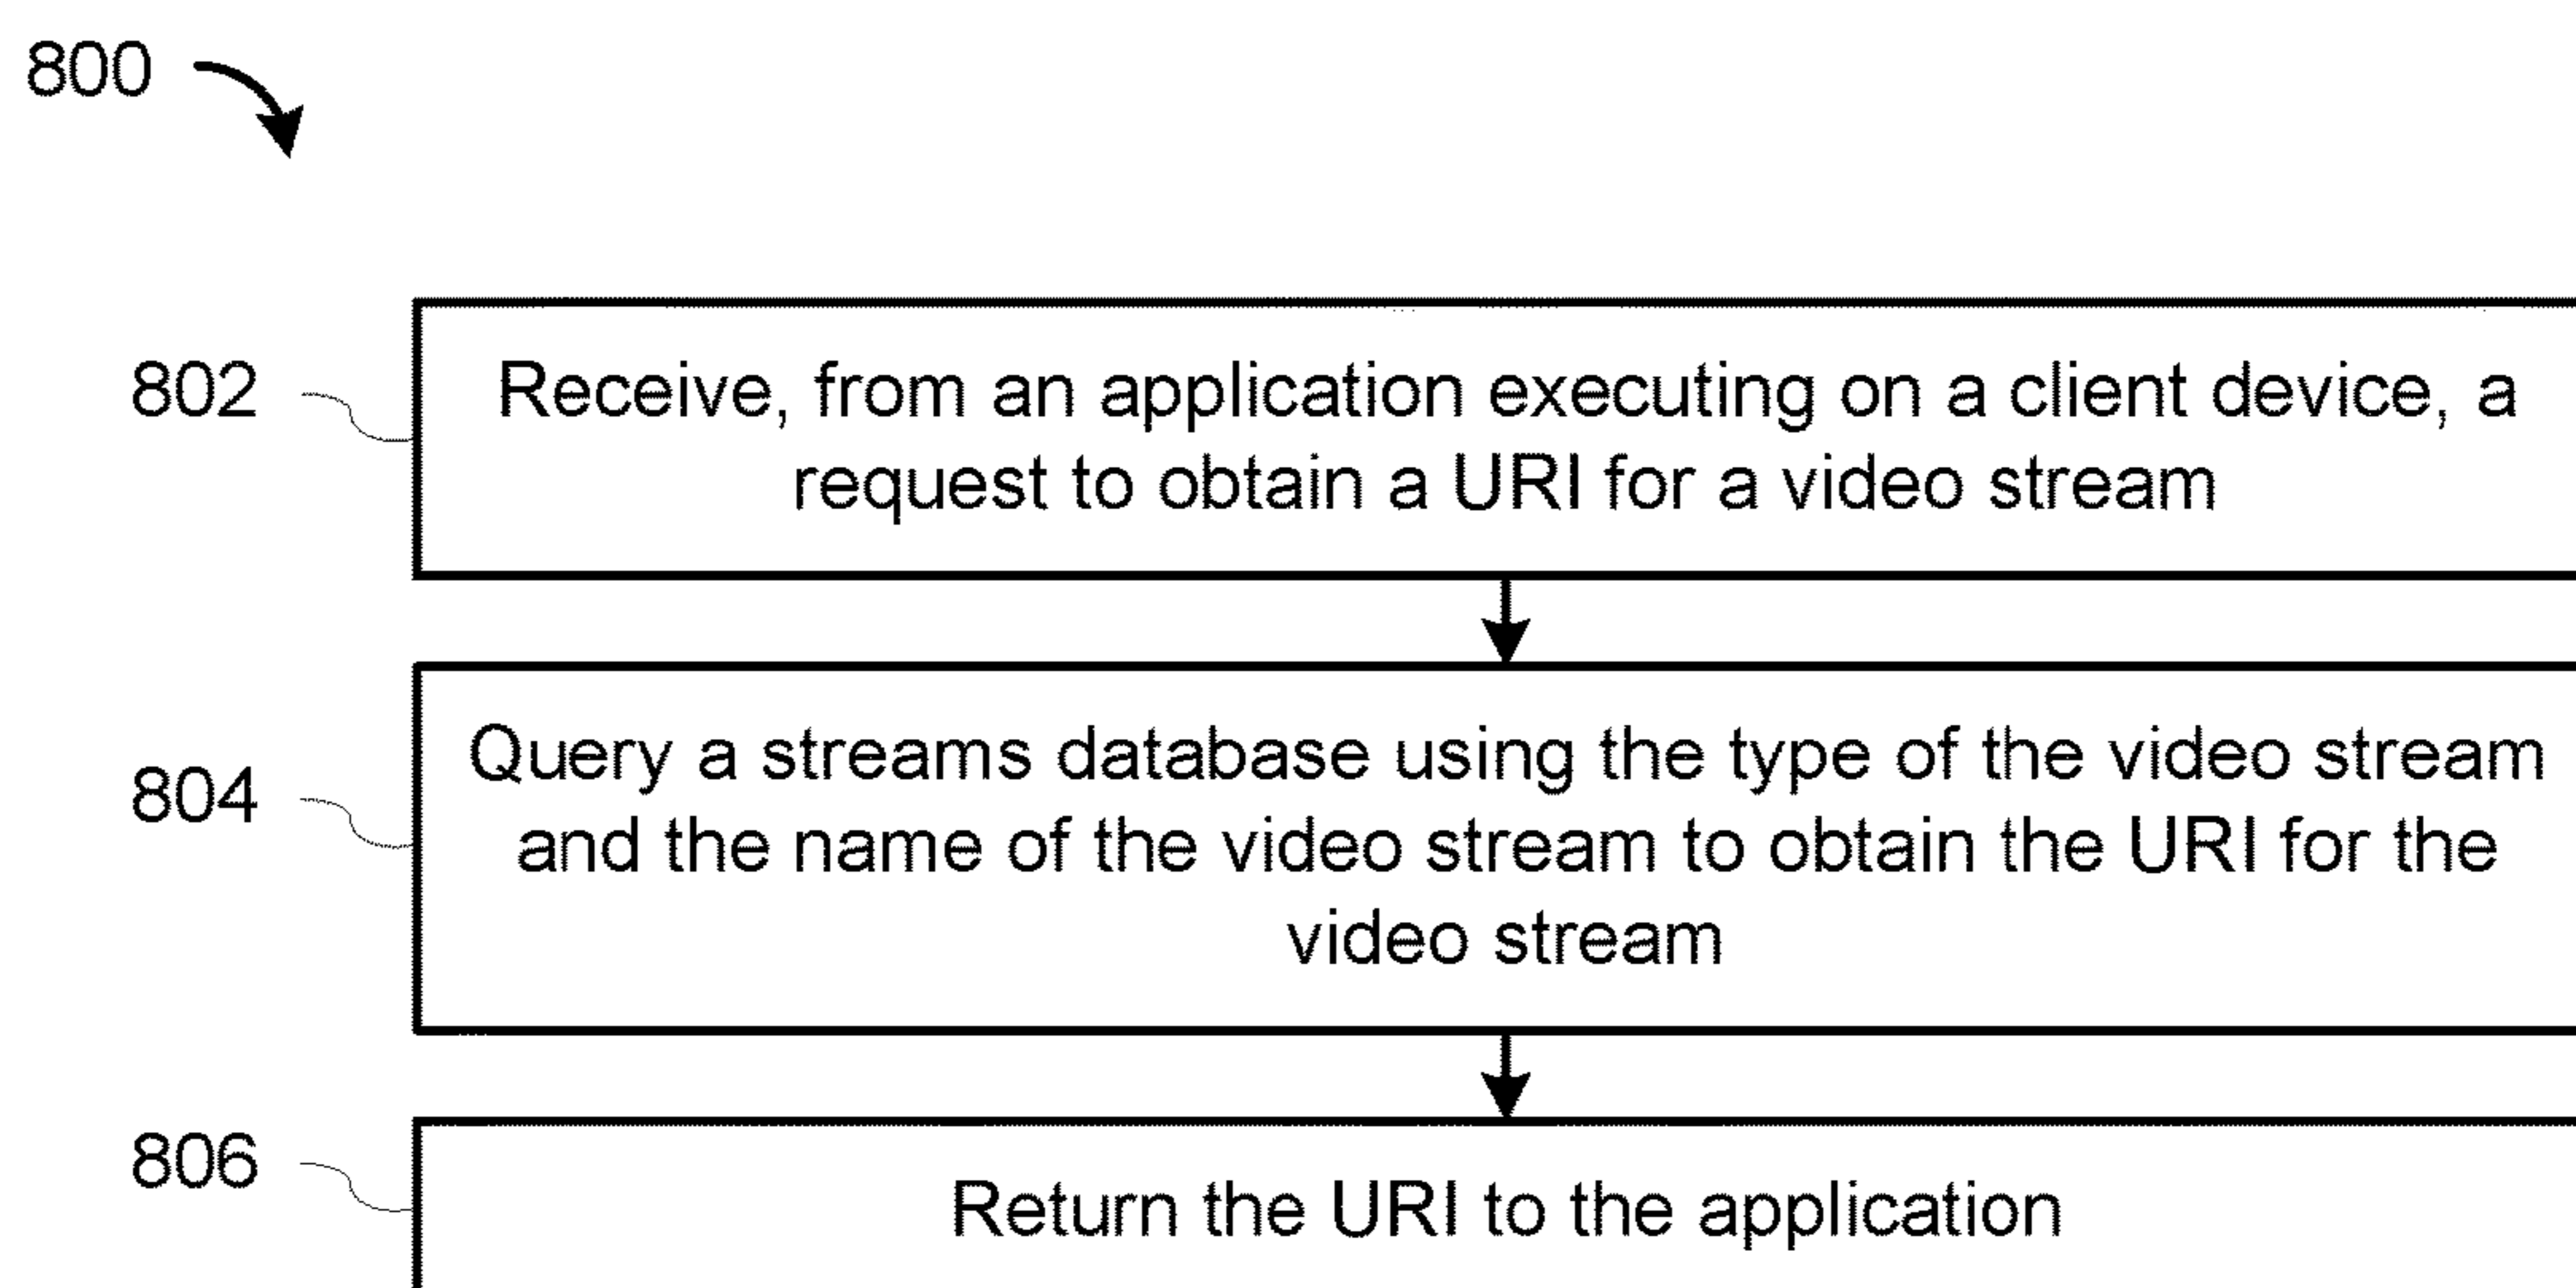 800
802
Receive, from an application executing on a client device, a
request to obtain a URI for a video stream
804
Query a streams database using the type of the video stream
and the name of the video stream to obtain the URI for the
video stream
806
Return the URI to the application